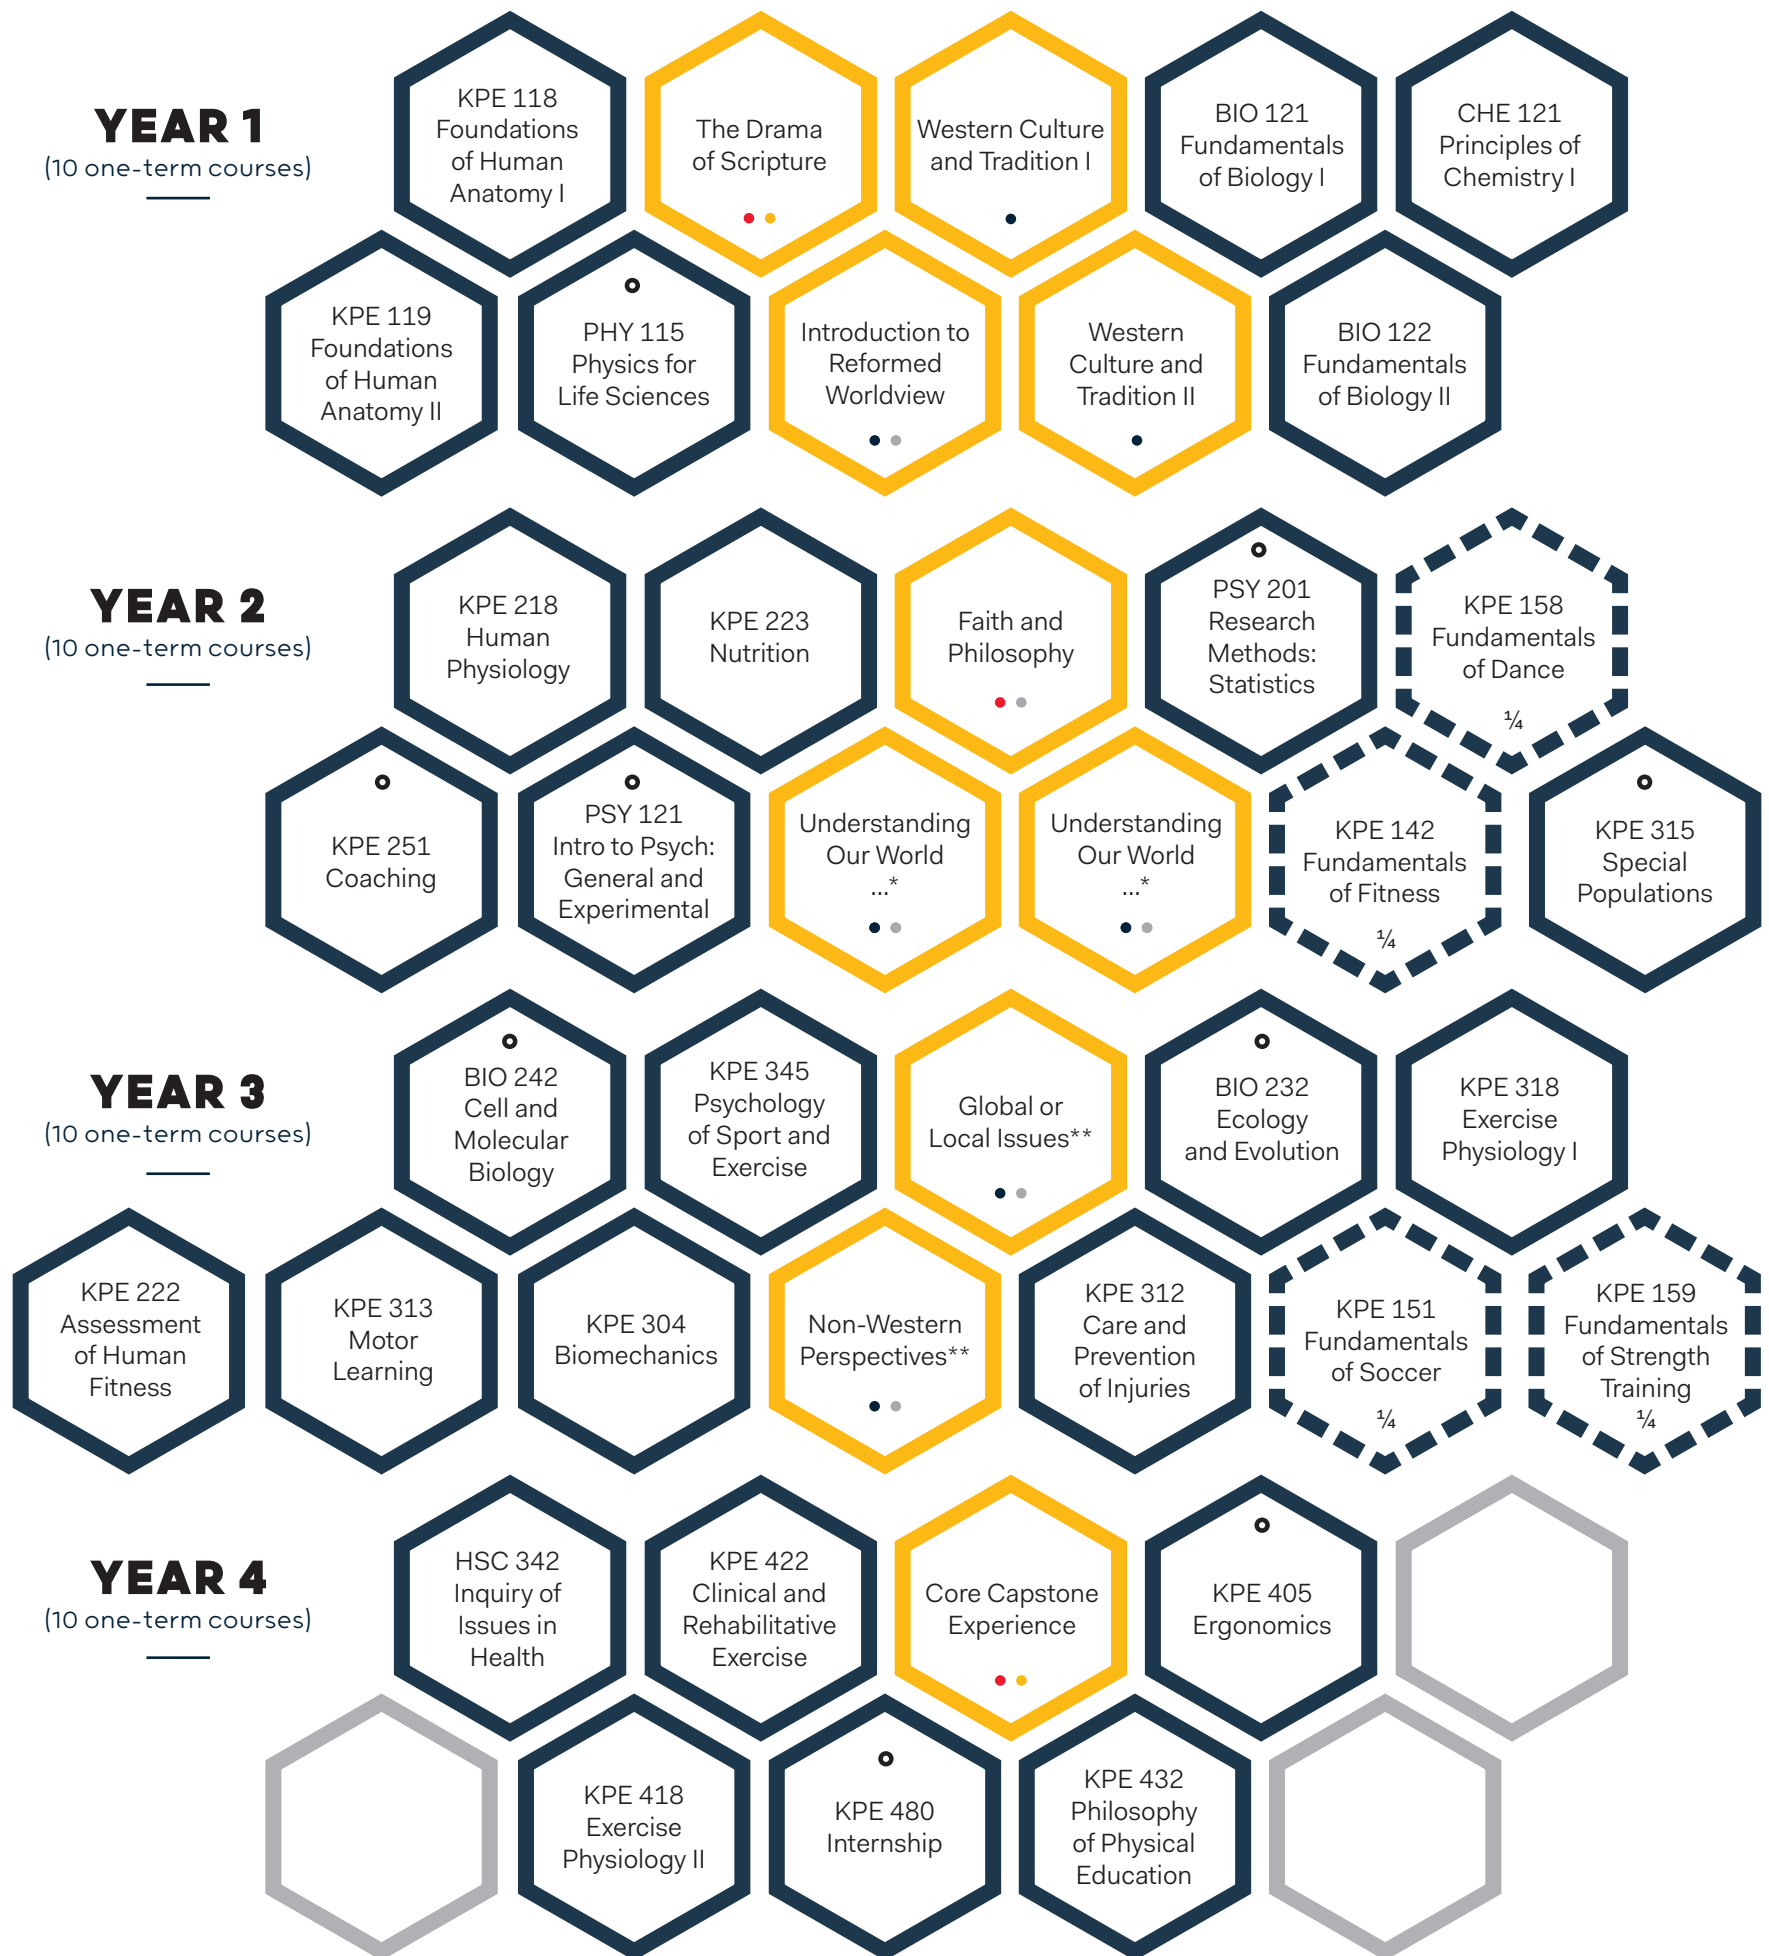 YEAR 1
(10 one-term courses)
KPE 118
Foundations
of Human
Anatomy I
The Drama
of Scripture
Western Culture
and Tradition I
BIO 121
Fundamentals
of Biology I
CHE 121
Principles of
Chemistry I
KPE 119
Foundations
of Human
Anatomy II
PHY 115
Physics for
Life Sciences
Introduction to
Reformed
Worldview
Western
Culture and
Tradition II
BIO 122
Fundamentals
of Biology II
YEAR 2
(10 one-term courses)
KPE 218
Human
Physiology
KPE 223
Nutrition
Faith and
Philosophy
PSY 201
Research
Methods:
Statistics
KPE 158
Fundamentals
of Dance
¼
KPE 251
Coaching
PSY 121
Intro to Psych:
General and
Experimental
Understanding
Our World
...*
Understanding
Our World
...*
KPE 142
Fundamentals
of Fitness
¼
KPE 315
Special
Populations
YEAR 3
(10 one-term courses)
BIO 242
Cell and
Molecular
Biology
KPE 345
Psychology
of Sport and
Exercise
Global or
Local Issues**
BIO 232
Ecology
and Evolution
KPE 318
Exercise
Physiology I
KPE 222
Assessment
of Human
Fitness
KPE 313
Motor
Learning
KPE 304
Biomechanics
Non-Western
Perspectives**
KPE 312
Care and
Prevention
of Injuries
KPE 151
Fundamentals
of Soccer
¼
KPE 159
Fundamentals
of Strength
Training
¼
YEAR 4
(10 one-term courses)
HSC 342
Inquiry of
Issues in
Health
KPE 422
Clinical and
Rehabilitative
Exercise
Core Capstone
Experience
KPE 405
Ergonomics
KPE 418
Exercise
Physiology II
KPE 480
Internship
KPE 432
Philosophy
of Physical
Education